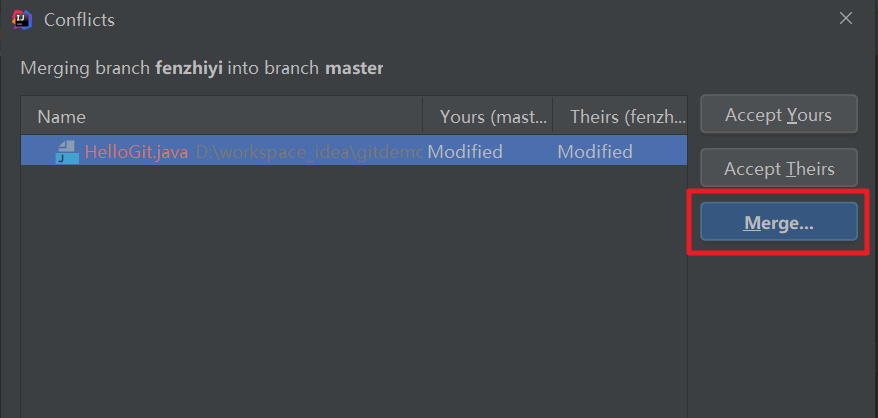 Conflicts
Merging branch fenzhiyi into branch master
Name Yours (mast... Theirs (fenzh...
HelloGit.java D:\workspace_idea\gitdemo Modified Modified
Accept Yours
Accept Theirs
Merge...